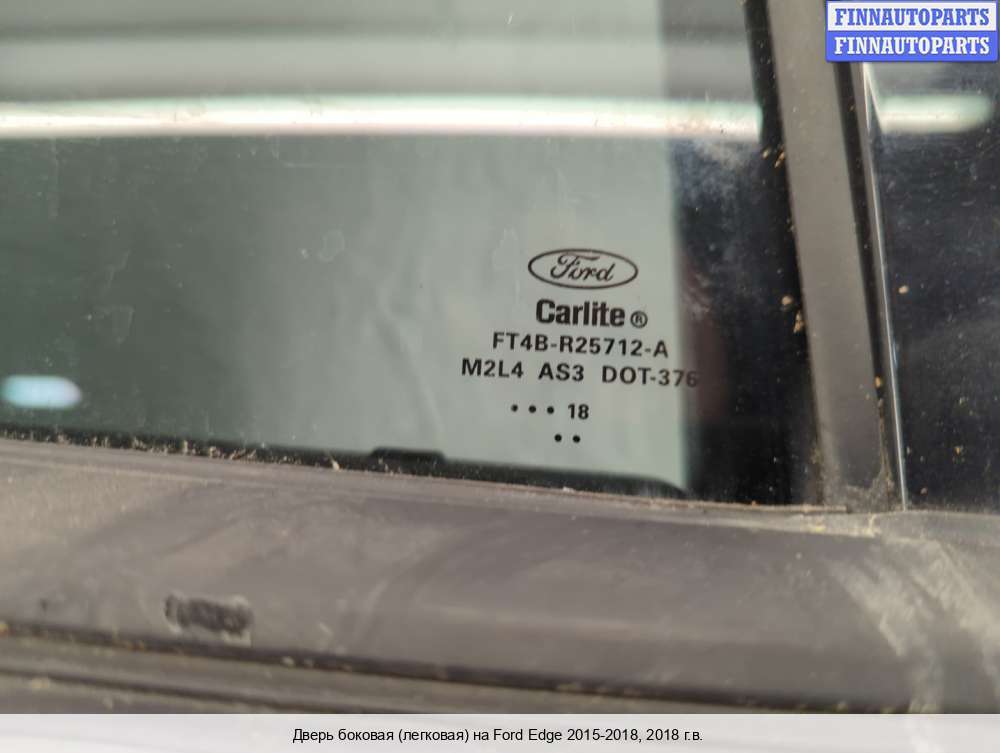 FINNAUTOPARTS
FINNAUTOPARTS
Ford
Carlite®
FT4B-R25712-A
M2L4 AS3 DOT-376
••• 18
••
Дверь боковая (легковая) на Ford Edge 2015-2018, 2018 г.в.